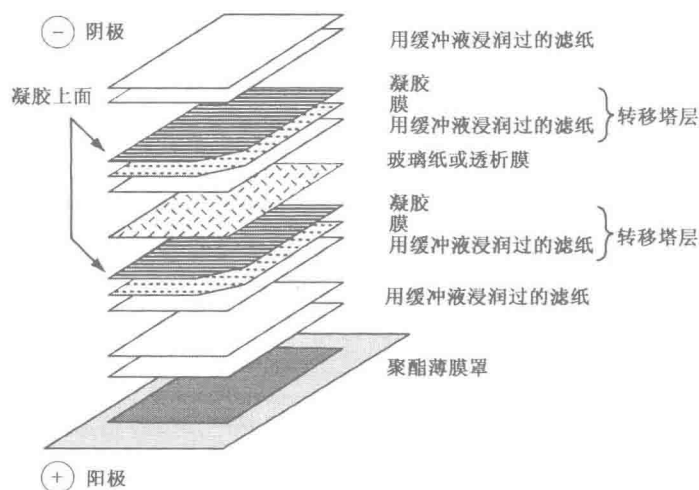 − 阴极
用缓冲液浸润过的滤纸
凝胶上面
凝胶
膜
用缓冲液浸润过的滤纸
转移塔层
玻璃纸或透析膜
凝胶
膜
用缓冲液浸润过的滤纸
转移塔层
用缓冲液浸润过的滤纸
聚酯薄膜罩
+ 阳极